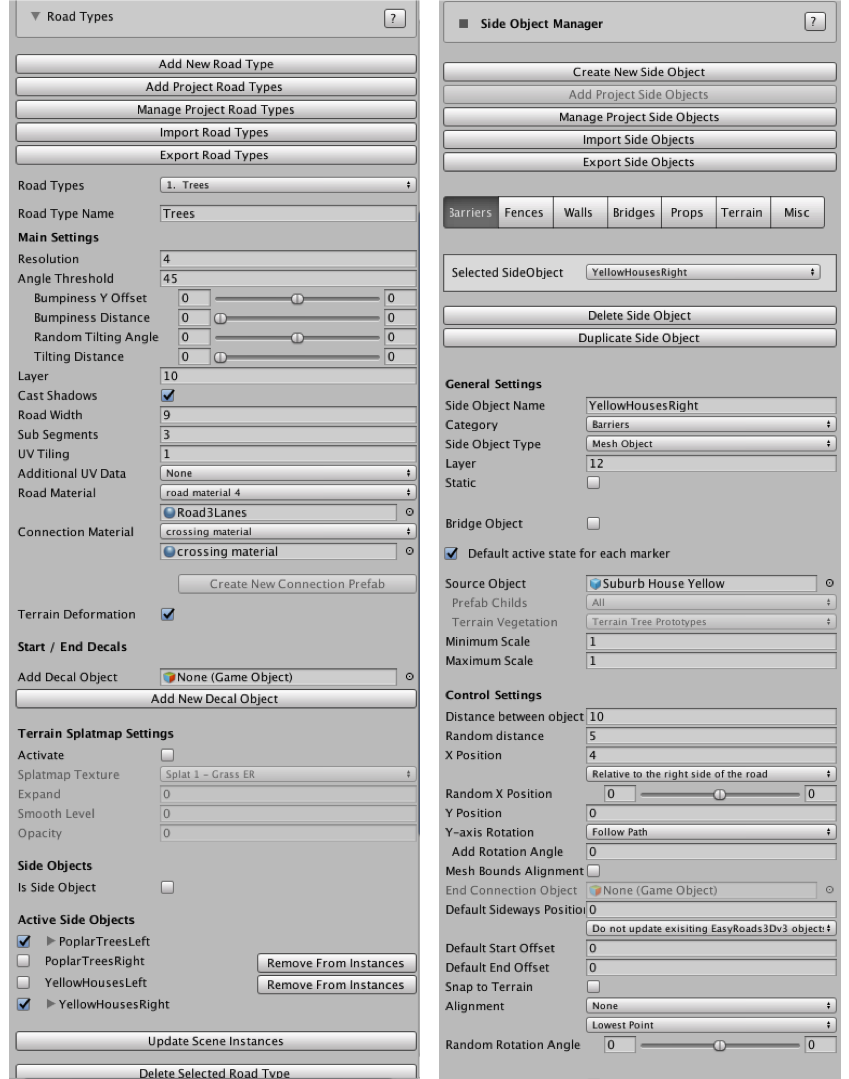 Road Types
?
Add New Road Type
Add Project Road Types
Manage Project Road Types
Import Road Types
Export Road Types
Road Types 1. Trees
Road Type Name Trees
Main Settings
Resolution 4
Angle Threshold 45
Bumpiness Y Offset 0 0
Bumpiness Distance 0 0
Random Tilting Angle 0 0
Tilting Distance 0 0
Layer 10
Cast Shadows
Road Width 9
Sub Segments 3
UV Tiling 1
Additional UV Data None
Road Material road material 4
Road3Lanes
Connection Material crossing material
crossing material
Create New Connection Prefab
Terrain Deformation
Start / End Decals
Add Decal Object None (Game Object)
Add New Decal Object
Terrain Splatmap Settings
Activate
Splatmap Texture Splat 1 - Grass ER
Expand 0
Smooth Level 0
Opacity 0
Side Objects
Is Side Object
Active Side Objects
PoplarTreesLeft
PoplarTreesRight Remove From Instances
YellowHousesLeft Remove From Instances
YellowHousesRight
Update Scene Instances
Delete Selected Road Type
Side Object Manager
?
Create New Side Object
Add Project Side Objects
Manage Project Side Objects
Import Side Objects
Export Side Objects
Barriers Fences Walls Bridges Props Terrain Misc
Selected SideObject YellowHousesRight
Delete Side Object
Duplicate Side Object
General Settings
Side Object Name YellowHousesRight
Category Barriers
Side Object Type Mesh Object
Layer 12
Static
Bridge Object
Default active state for each marker
Source Object Suburb House Yellow
Prefab Childs All
Terrain Vegetation Terrain Tree Prototypes
Minimum Scale 1
Maximum Scale 1
Control Settings
Distance between object 10
Random distance 5
X Position 4
Relative to the right side of the road
Random X Position 0 0
Y Position 0
Y-axis Rotation Follow Path
Add Rotation Angle 0
Mesh Bounds Alignment
End Connection Object None (Game Object)
Default Sideways Positio 0
Do not update exisiting EasyRoads3Dv3 objects
Default Start Offset 0
Default End Offset 0
Snap to Terrain
Alignment None
Lowest Point
Random Rotation Angle 0 0